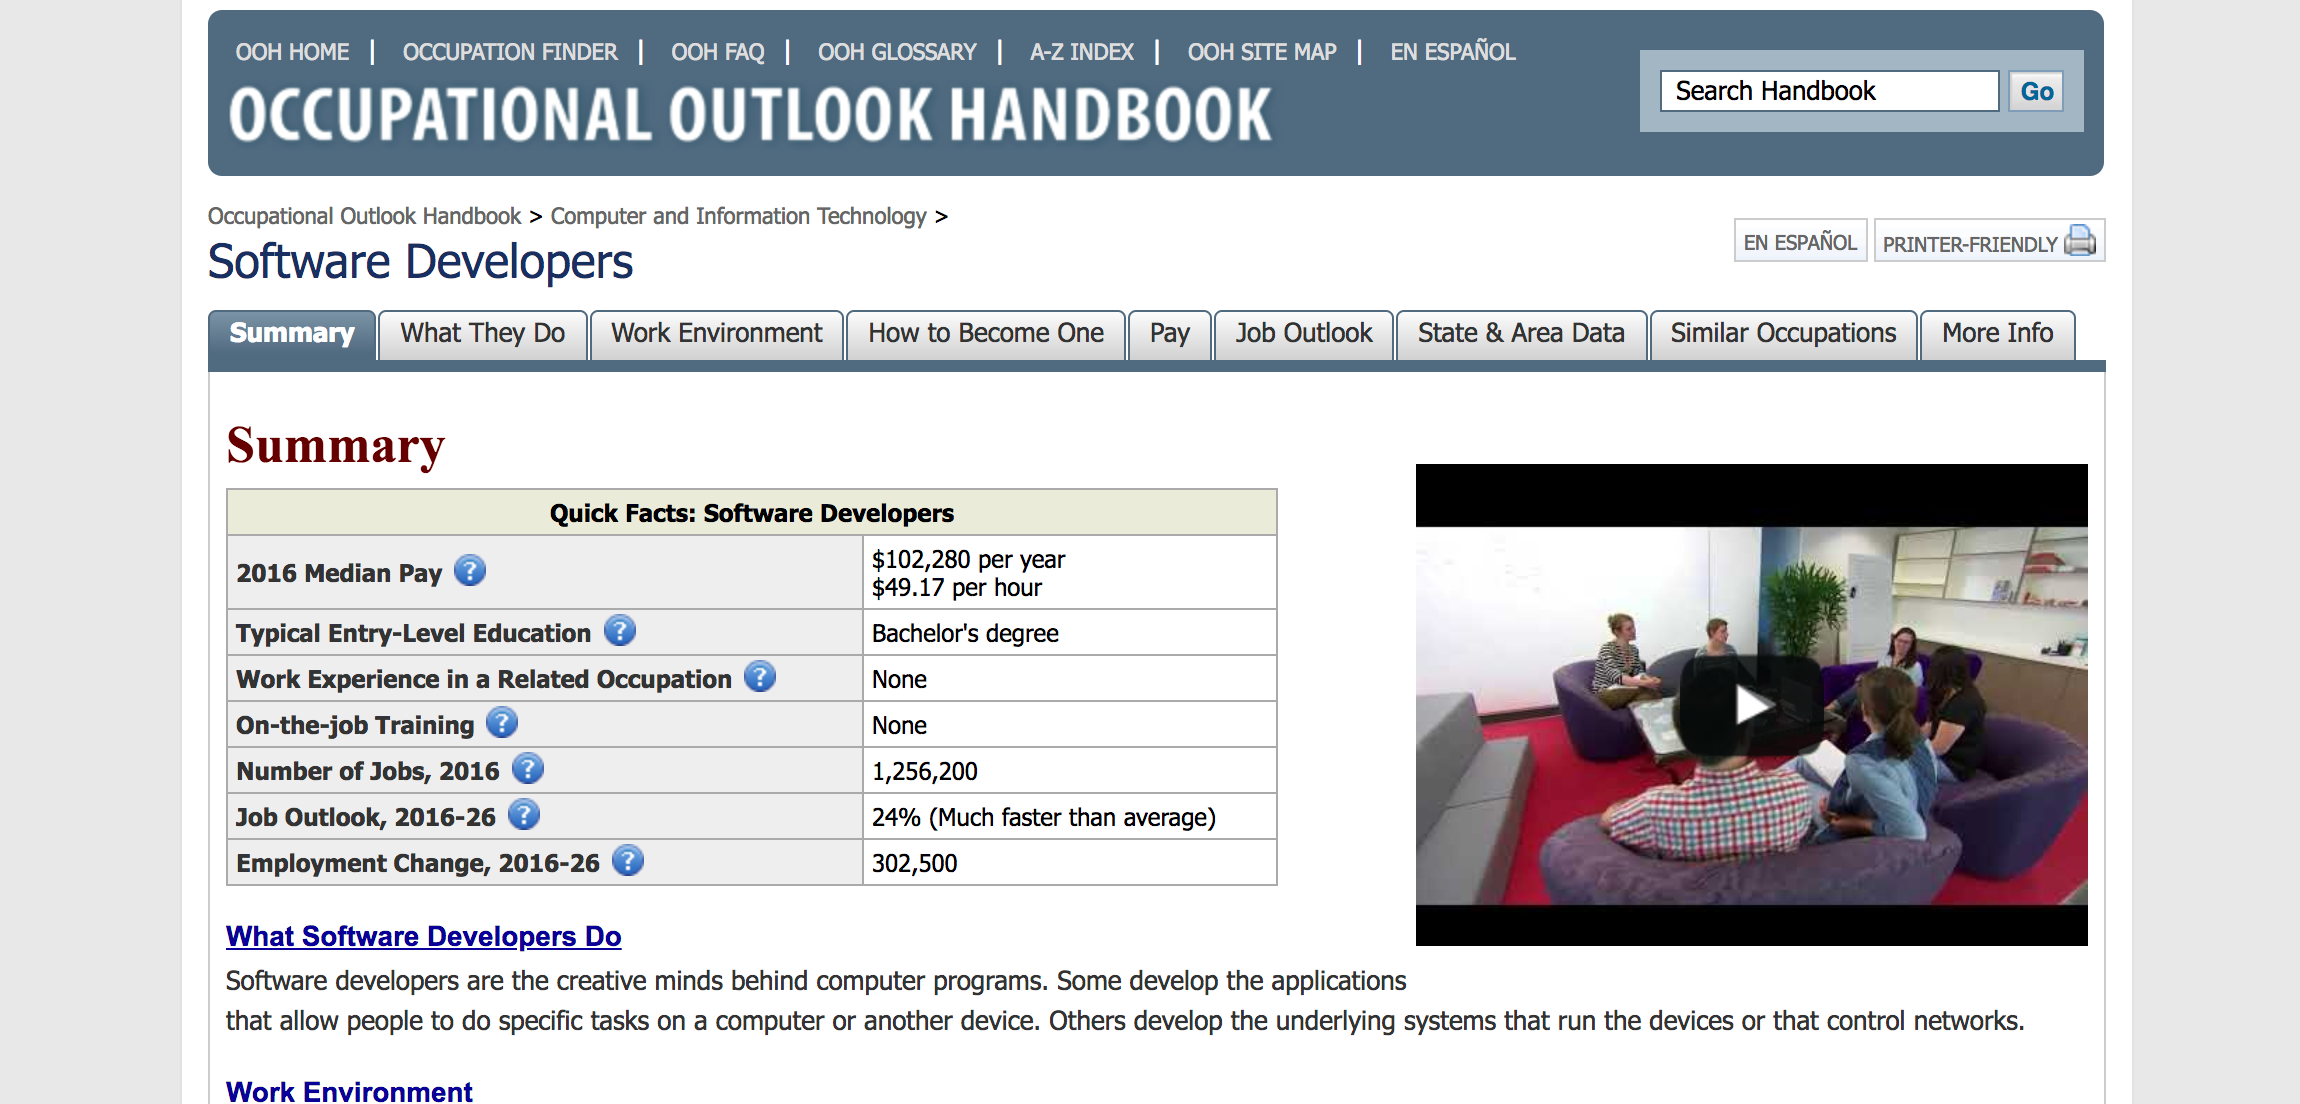 OOH HOME | OCCUPATION FINDER | OOH FAQ | OOH GLOSSARY | A-Z INDEX | OOH SITE MAP | EN ESPAÑOL
Search Handbook Go
OCCUPATIONAL OUTLOOK HANDBOOK
Occupational Outlook Handbook > Computer and Information Technology >
EN ESPAÑOL PRINTER-FRIENDLY
Software Developers
Summary What They Do Work Environment How to Become One Pay Job Outlook State & Area Data Similar Occupations More Info
Summary
Quick Facts: Software Developers
2016 Median Pay ? $102,280 per year
$49.17 per hour
Typical Entry-Level Education ? Bachelor's degree
Work Experience in a Related Occupation ? None
On-the-job Training ? None
Number of Jobs, 2016 ? 1,256,200
Job Outlook, 2016-26 ? 24% (Much faster than average)
Employment Change, 2016-26 ? 302,500
What Software Developers Do
Software developers are the creative minds behind computer programs. Some develop the applications
that allow people to do specific tasks on a computer or another device. Others develop the underlying systems that run the devices or that control networks.
Work Environment